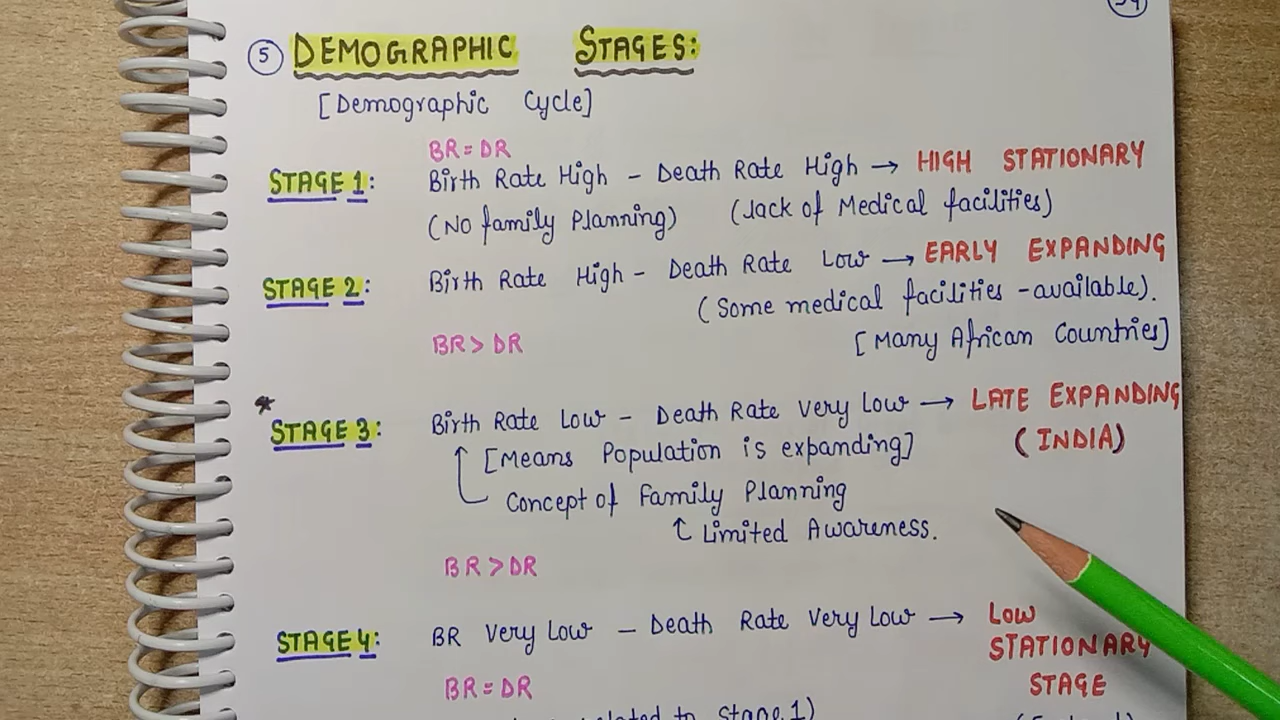 5 DEMOGRAPHIC STAGES:
[Demographic Cycle]
BR = DR
STAGE 1: Birth Rate High - Death Rate High → HIGH STATIONARY
(No family Planning) (Lack of Medical facilities)
STAGE 2: Birth Rate High - Death Rate Low → EARLY EXPANDING
(Some medical facilities -available).
BR > DR [Many African Countries]
* STAGE 3: Birth Rate Low - Death Rate Very Low → LATE EXPANDING
↑ [Means Population is expanding] (INDIA)
Concept of Family Planning
↑ Limited Awareness.
BR > DR
STAGE 4: BR Very Low - Death Rate Very Low → LOW
STATIONARY
BR = DR STAGE
to Stage 1)